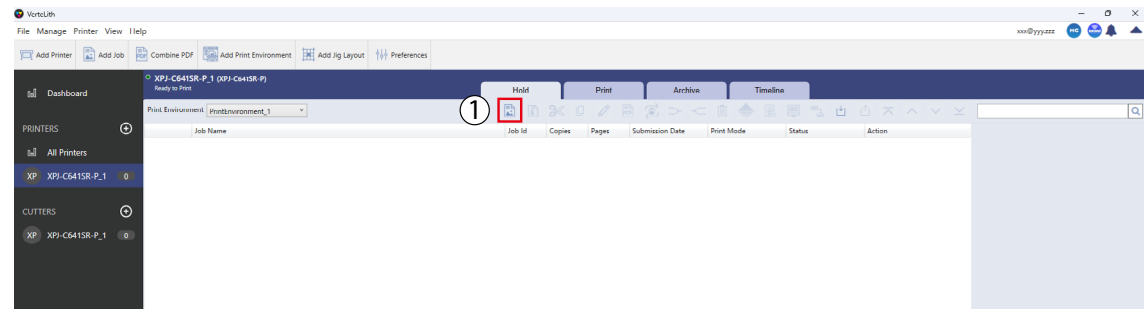 VerteLith
File Manage Printer View Help
xxx@yyy.zzz MC
Add Printer Add Job Combine PDF Add Print Environment Add Jig Layout Preferences
Dashboard
XPJ-C641SR-P_1 (XPJ-C641SR-P)
Ready to Print
Hold Print Archive Timeline
Print Environment PrintEnvironment_1
1
PRINTERS
Job Name Job Id Copies Pages Submission Date Print Mode Status Action
All Printers
XP XPJ-C641SR-P_1 0
CUTTERS
XP XPJ-C641SR-P_1 0